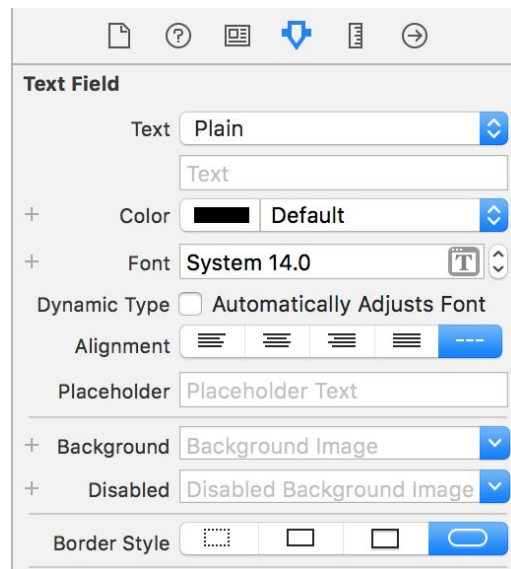 Text Field
Text Plain
Text
Color Default
Font System 14.0 T
Dynamic Type Automatically Adjusts Font
Alignment ---
Placeholder Placeholder Text
Background Background Image
Disabled Disabled Background Image
Border Style